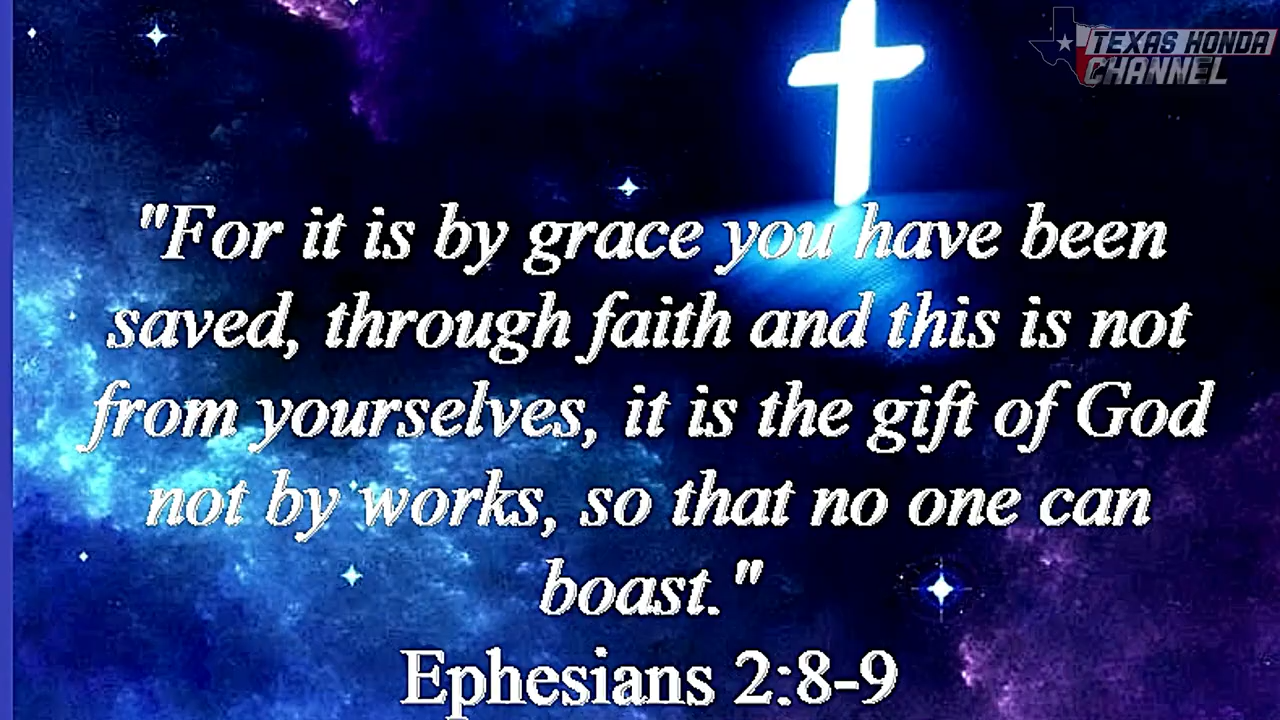 TEXAS HONDA
CHANNEL
"For it is by grace you have been
saved, through faith and this is not
from yourselves, it is the gift of God
not by works, so that no one can
boast."
Ephesians 2:8-9